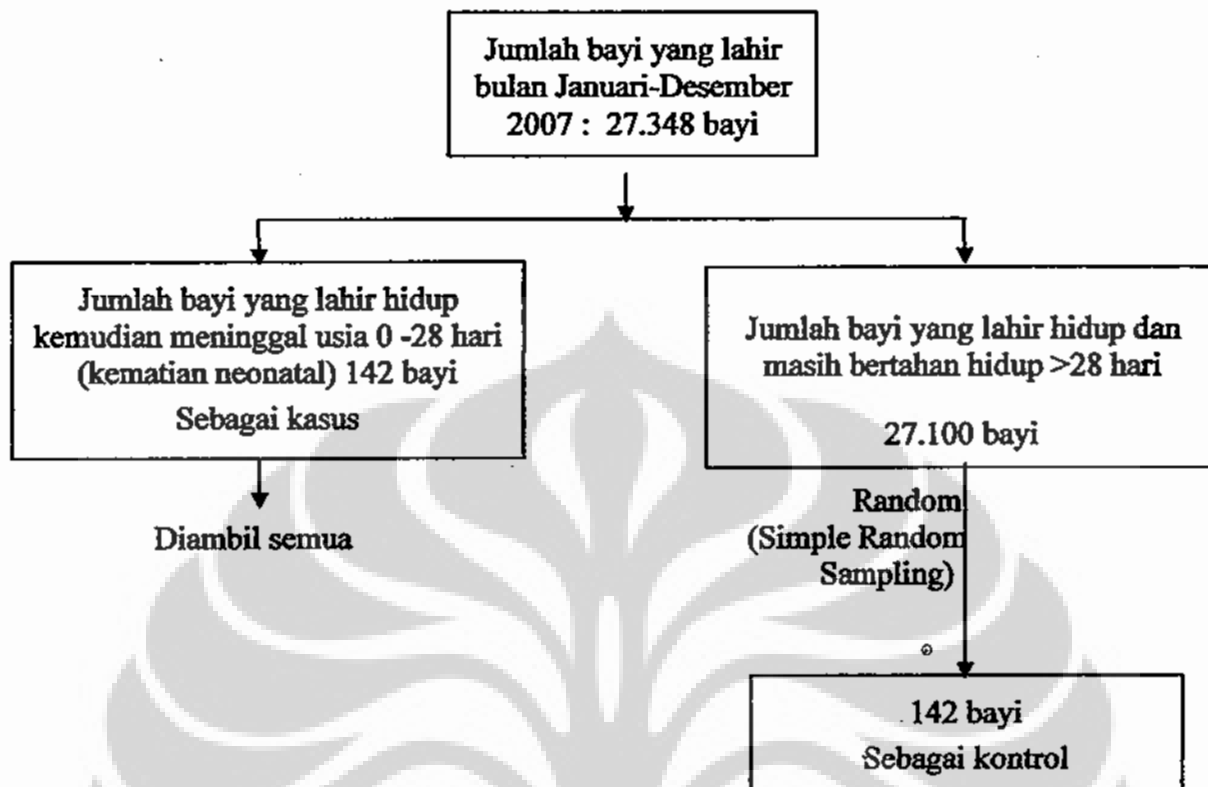 Jumlah bayi yang lahir
bulan Januari-Desember
2007 : 27.348 bayi
Jumlah bayi yang lahir hidup
kemudian meninggal usia 0 -28 hari
(kematian neonatal) 142 bayi
Sebagai kasus
Diambil semua
Jumlah bayi yang lahir hidup dan
masih bertahan hidup >28 hari
27.100 bayi
Random
(Simple Random
Sampling)
142 bayi
Sebagai kontrol